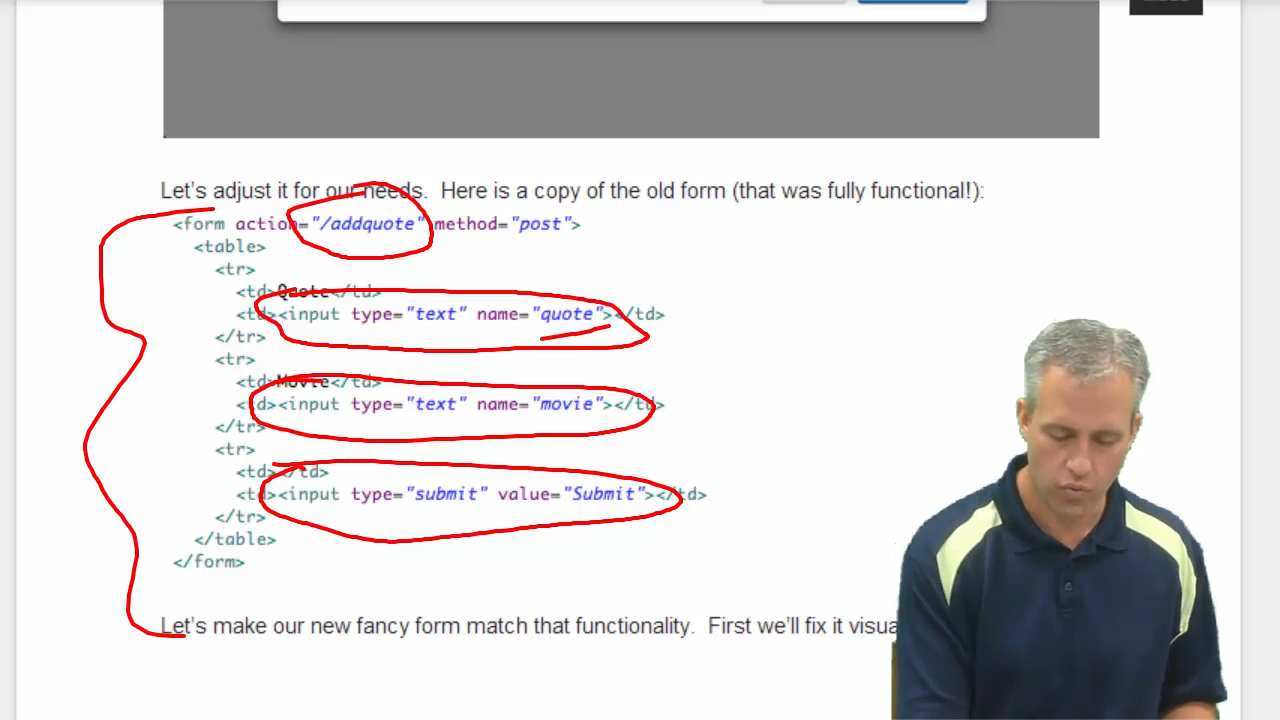 Let's adjust it for our needs.  Here is a copy of the old form (that was fully functional!):
<form action="/addquote" method="post">
<table>
<tr>
<td>Quote</td>
<td><input type="text" name="quote"></td>
</tr>
<tr>
<td>Movie</td>
<td><input type="text" name="movie"></td>
</tr>
<tr>
<td></td>
<td><input type="submit" value="Submit"></td>
</tr>
</table>
</form>
Let's make our new fancy form match that functionality.  First we'll fix it